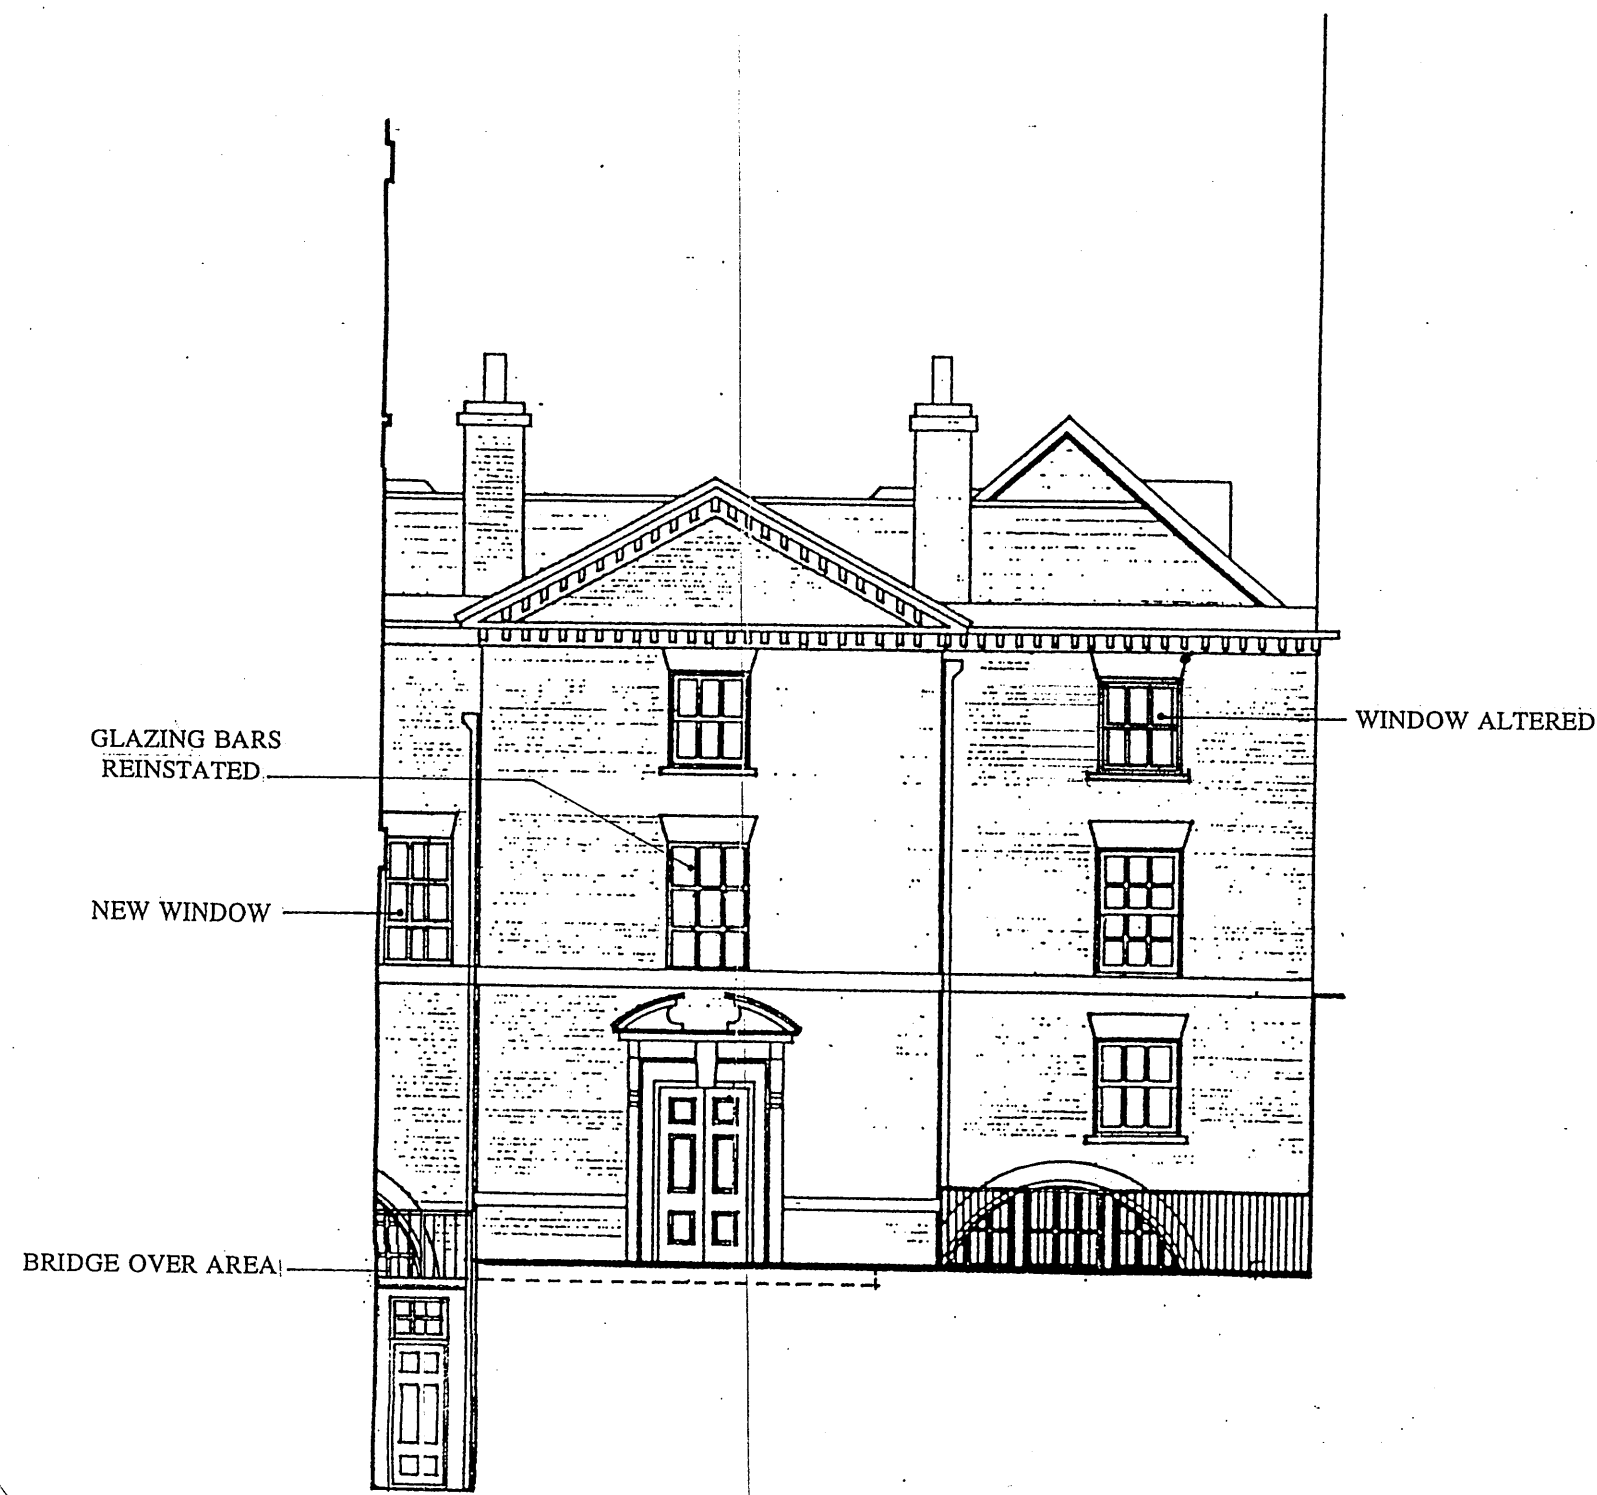 GLAZING BARS
REINSTATED
WINDOW ALTERED
NEW WINDOW
BRIDGE OVER AREA